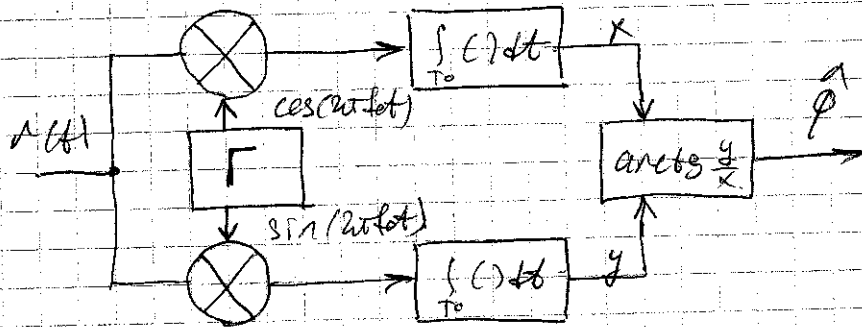 r(t)
cos(2πf₀t)
Г
sin(2πf₀t)
∫ ( ) dt
T₀
x
∫ ( ) dt
T₀
y
arctg y/x
φ̂